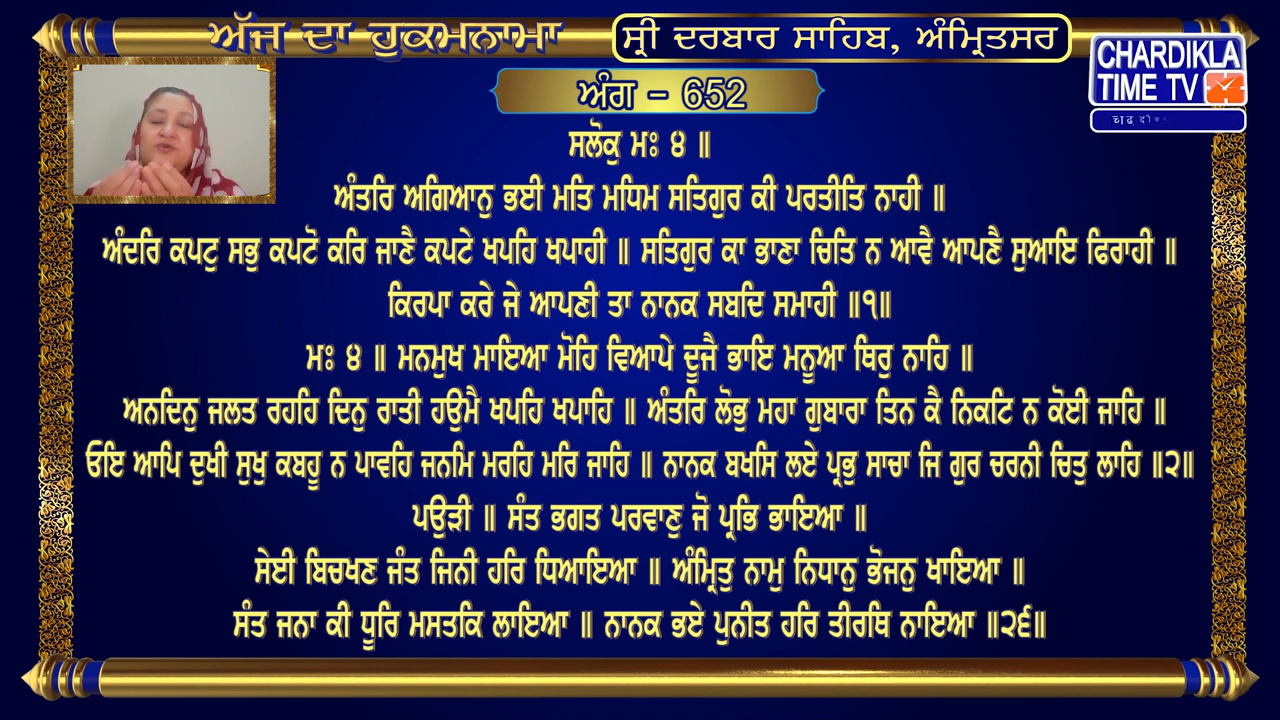 ਅੱਜ ਦਾ ਹੁਕਮਨਾਮਾ
ਸ੍ਰੀ ਦਰਬਾਰ ਸਾਹਿਬ, ਅੰਮ੍ਰਿਤਸਰ
CHARDIKLA
TIME TV
ਅੰਗ - 652
ਸਲੋਕੁ ਮਃ ੪ ॥
ਅੰਤਰਿ ਅਗਿਆਨੁ ਭਈ ਮਤਿ ਮਧਿਮ ਸਤਿਗੁਰ ਕੀ ਪਰਤੀਤਿ ਨਾਹੀ ॥
ਅੰਦਰਿ ਕਪਟੁ ਸਭੁ ਕਪਟੋ ਕਰਿ ਜਾਣੈ ਕਪਟੇ ਖਪਹਿ ਖਪਾਹੀ ॥ ਸਤਿਗੁਰ ਕਾ ਭਾਣਾ ਚਿਤਿ ਨ ਆਵੈ ਆਪਣੈ ਸੁਆਇ ਫਿਰਾਹੀ ॥
ਕਿਰਪਾ ਕਰੇ ਜੇ ਆਪਣੀ ਤਾ ਨਾਨਕ ਸਬਦਿ ਸਮਾਹੀ ॥੧॥
ਮਃ ੪ ॥ ਮਨਮੁਖ ਮਾਇਆ ਮੋਹਿ ਵਿਆਪੇ ਦੂਜੈ ਭਾਇ ਮਨੂਆ ਥਿਰੁ ਨਾਹਿ ॥
ਅਨਦਿਨੁ ਜਲਤ ਰਹਹਿ ਦਿਨੁ ਰਾਤੀ ਹਉਮੈ ਖਪਹਿ ਖਪਾਹਿ ॥ ਅੰਤਰਿ ਲੋਭੁ ਮਹਾ ਗੁਬਾਰਾ ਤਿਨ ਕੈ ਨਿਕਟਿ ਨ ਕੋਈ ਜਾਹਿ ॥
ਓਇ ਆਪਿ ਦੁਖੀ ਸੁਖੁ ਕਬਹੂ ਨ ਪਾਵਹਿ ਜਨਮਿ ਮਰਹਿ ਮਰਿ ਜਾਹਿ ॥ ਨਾਨਕ ਬਖਸਿ ਲਏ ਪ੍ਰਭੁ ਸਾਚਾ ਜਿ ਗੁਰ ਚਰਨੀ ਚਿਤੁ ਲਾਹਿ ॥੨॥
ਪਉੜੀ ॥ ਸੰਤ ਭਗਤ ਪਰਵਾਣੁ ਜੋ ਪ੍ਰਭਿ ਭਾਇਆ ॥
ਸੇਈ ਬਿਚਖਣ ਜੰਤ ਜਿਨੀ ਹਰਿ ਧਿਆਇਆ ॥ ਅੰਮ੍ਰਿਤੁ ਨਾਮੁ ਨਿਧਾਨੁ ਭੋਜਨੁ ਖਾਇਆ ॥
ਸੰਤ ਜਨਾ ਕੀ ਧੂਰਿ ਮਸਤਕਿ ਲਾਇਆ ॥ ਨਾਨਕ ਭਏ ਪੁਨੀਤ ਹਰਿ ਤੀਰਥਿ ਨਾਇਆ ॥੨੬॥